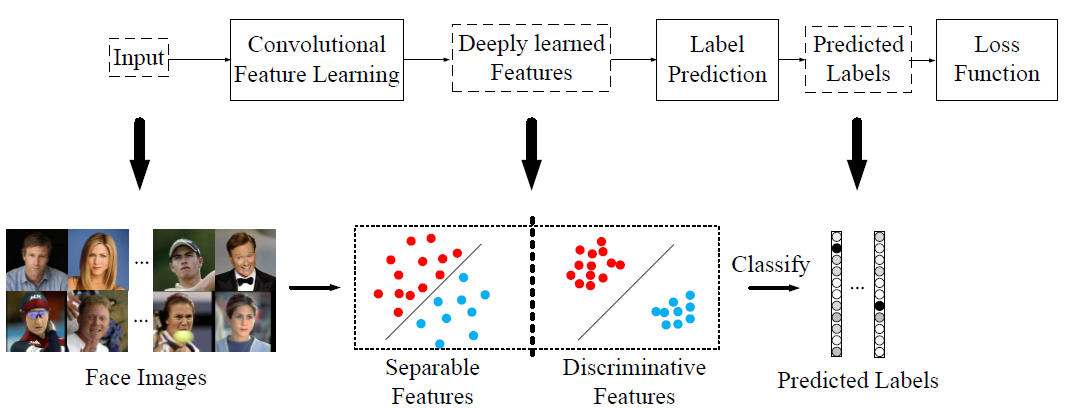 Input
Convolutional
Feature Learning
Deeply learned
Features
Label
Prediction
Predicted
Labels
Loss
Function
...
...
Face Images
Separable
Features
Discriminative
Features
Classify
...
Predicted Labels